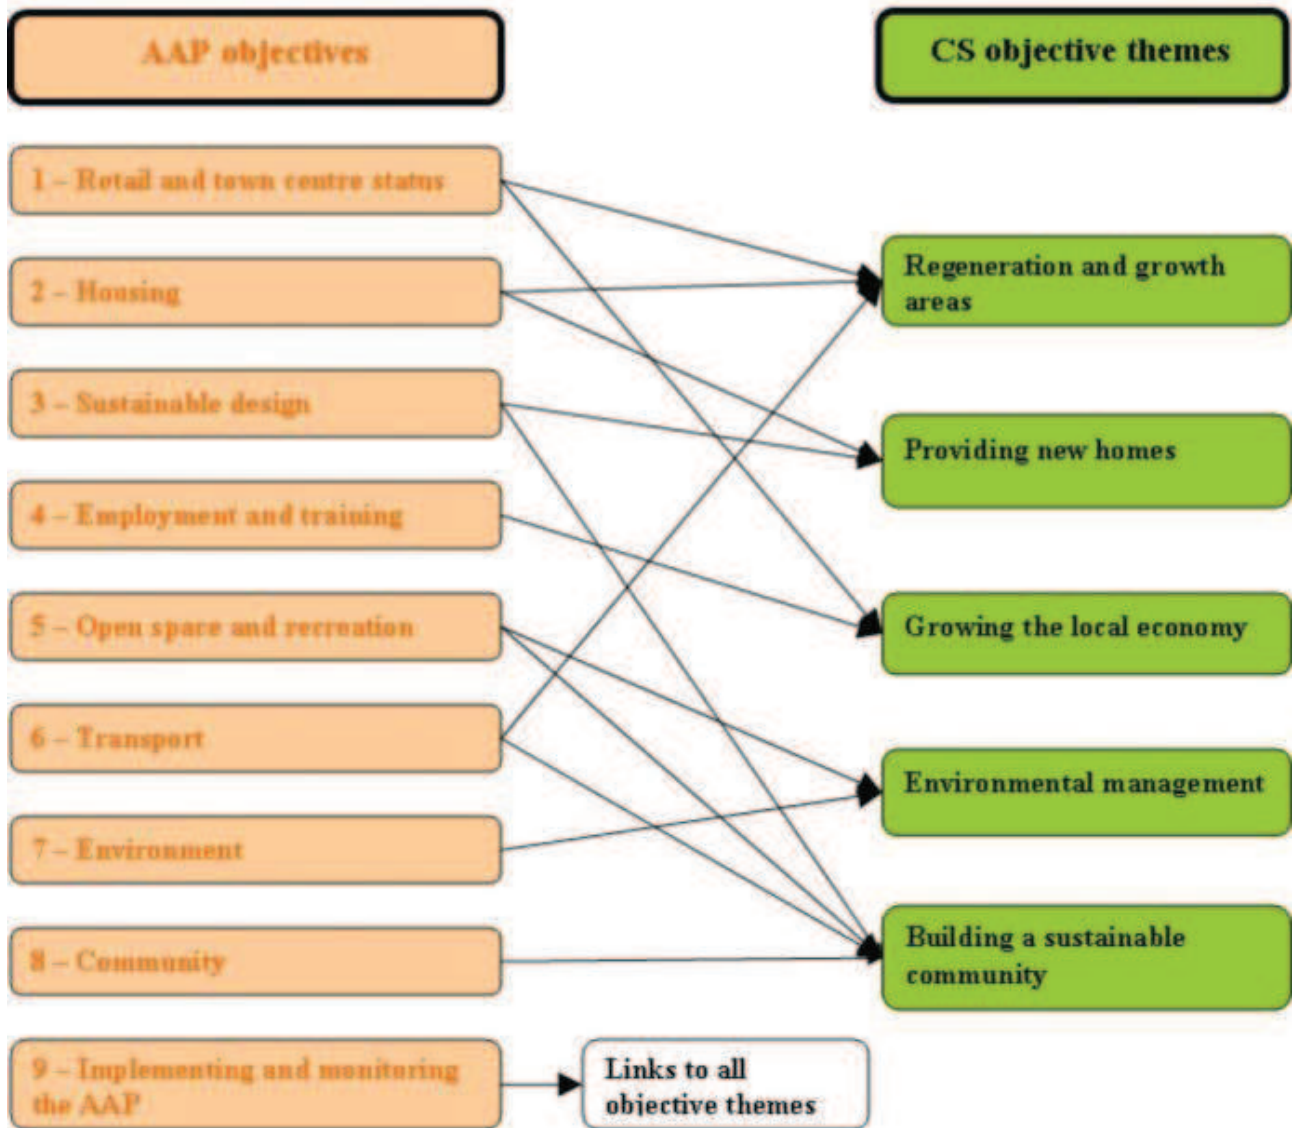 AAP objectives
CS objective themes
1 – Retail and town centre status
2 – Housing
3 – Sustainable design
4 – Employment and training
5 – Open space and recreation
6 – Transport
7 – Environment
8 – Community
9 – Implementing and monitoring
the AAP
Links to all
objective themes
Regeneration and growth
areas
Providing new homes
Growing the local economy
Environmental management
Building a sustainable
community